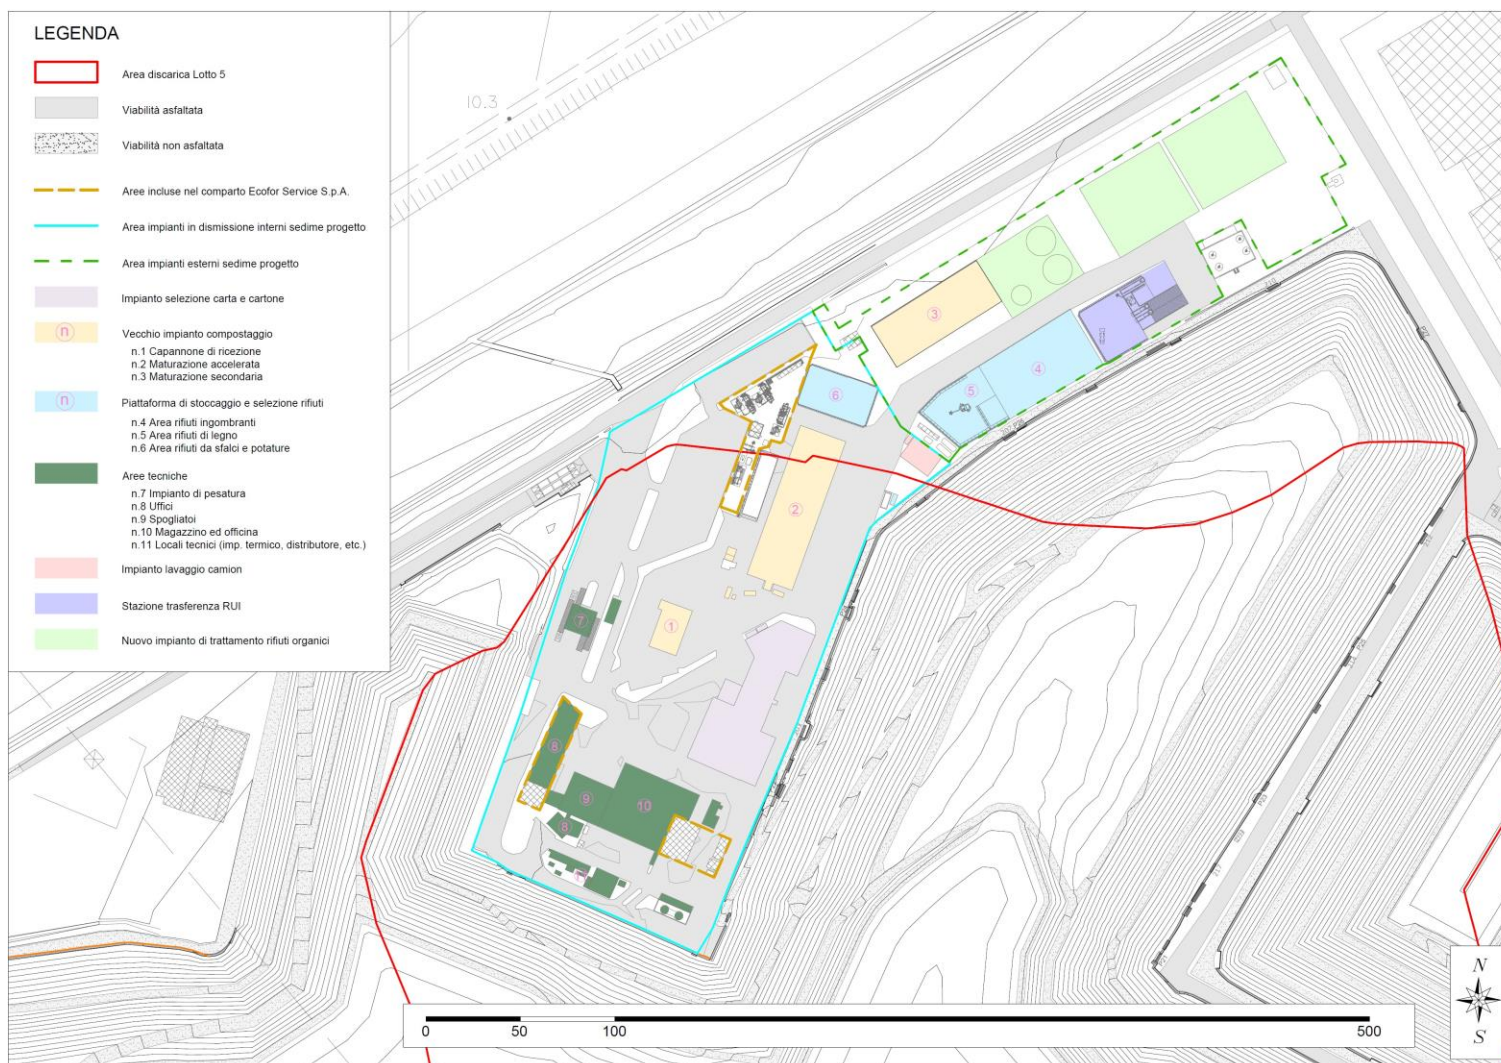 LEGENDA
Area discarica Lotto 5
Viabilità asfaltata
Viabilità non asfaltata
Aree incluse nel comparto Ecofor Service S.p.A.
Area impianti in dismissione interni sedime progetto
Area impianti esterni sedime progetto
Impianto selezione carta e cartone
n
Vecchio impianto compostaggio
n.1 Capannone di ricezione
n.2 Maturazione accelerata
n.3 Maturazione secondaria
n
Piattaforma di stoccaggio e selezione rifiuti
n.4 Area rifiuti ingombranti
n.5 Area rifiuti di legno
n.6 Area rifiuti da sfalci e potature
Aree tecniche
n.7 Impianto di pesatura
n.8 Uffici
n.9 Spogliatoi
n.10 Magazzino ed officina
n.11 Locali tecnici (imp. termico, distributore, etc.)
Impianto lavaggio camion
Stazione trasferenza RUI
Nuovo impianto di trattamento rifiuti organici
10.3
3
4
5
6
2
1
7
8
9
10
8
N
S
0
50
100
500